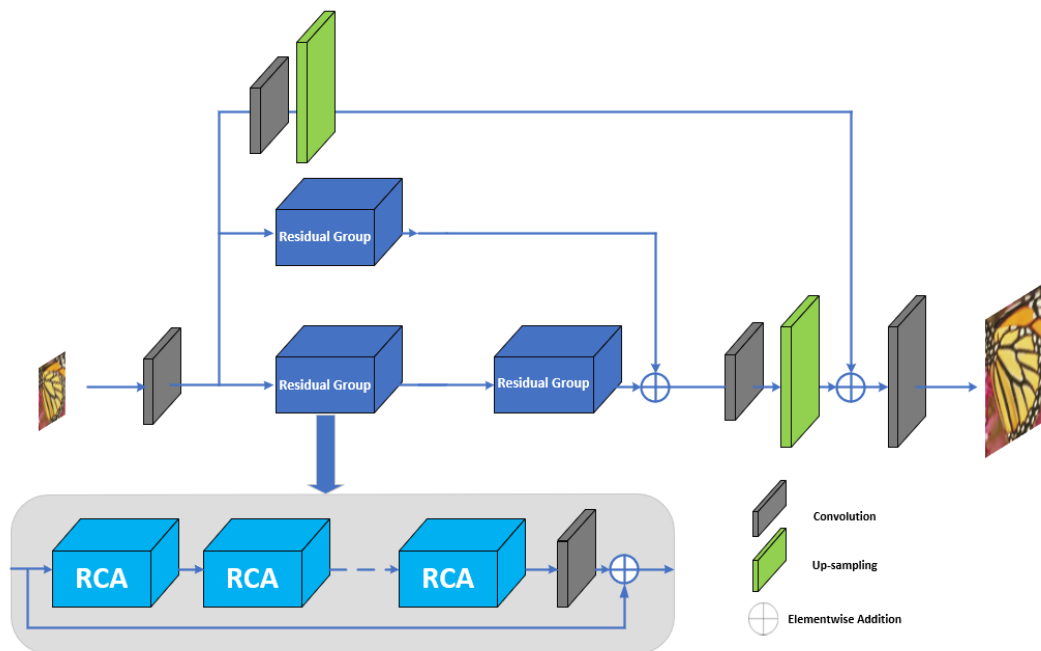 Residual Group
Residual Group
Residual Group
RCA
RCA
RCA
Convolution
Up-sampling
Elementwise Addition